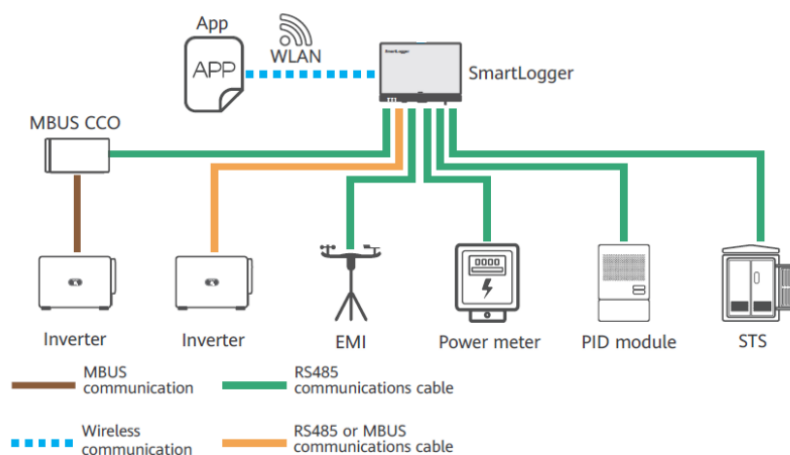 App
WLAN
APP
SmartLogger
SmartLogger
MBUS CCO
Inverter
Inverter
EMI
Power meter
PID module
STS
MBUS
communication
RS485
communications cable
Wireless
communication
RS485 or MBUS
communications cable